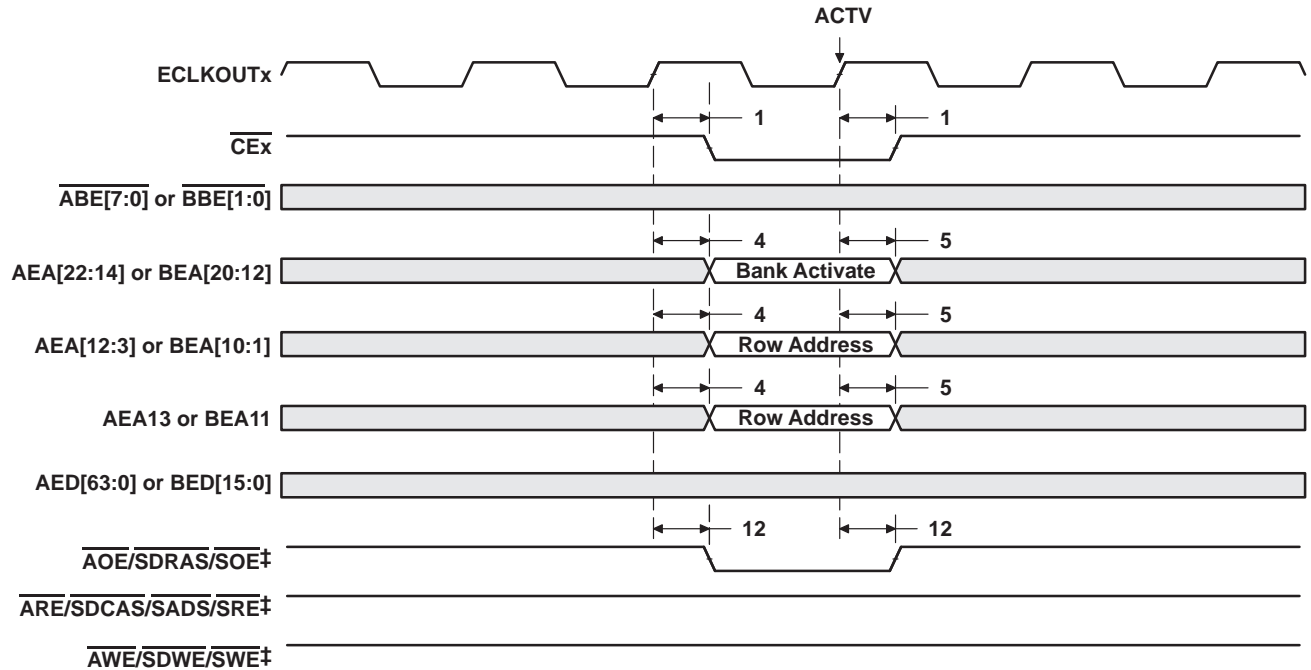 ACTV
ECLKOUTx
1 1
CEx
ABE[7:0] or BBE[1:0]
4 5
AEA[22:14] or BEA[20:12] Bank Activate
4 5
AEA[12:3] or BEA[10:1] Row Address
4 5
AEA13 or BEA11 Row Address
AED[63:0] or BED[15:0]
12 12
AOE/SDRAS/SOE‡
ARE/SDCAS/SADS/SRE‡
AWE/SDWE/SWE‡